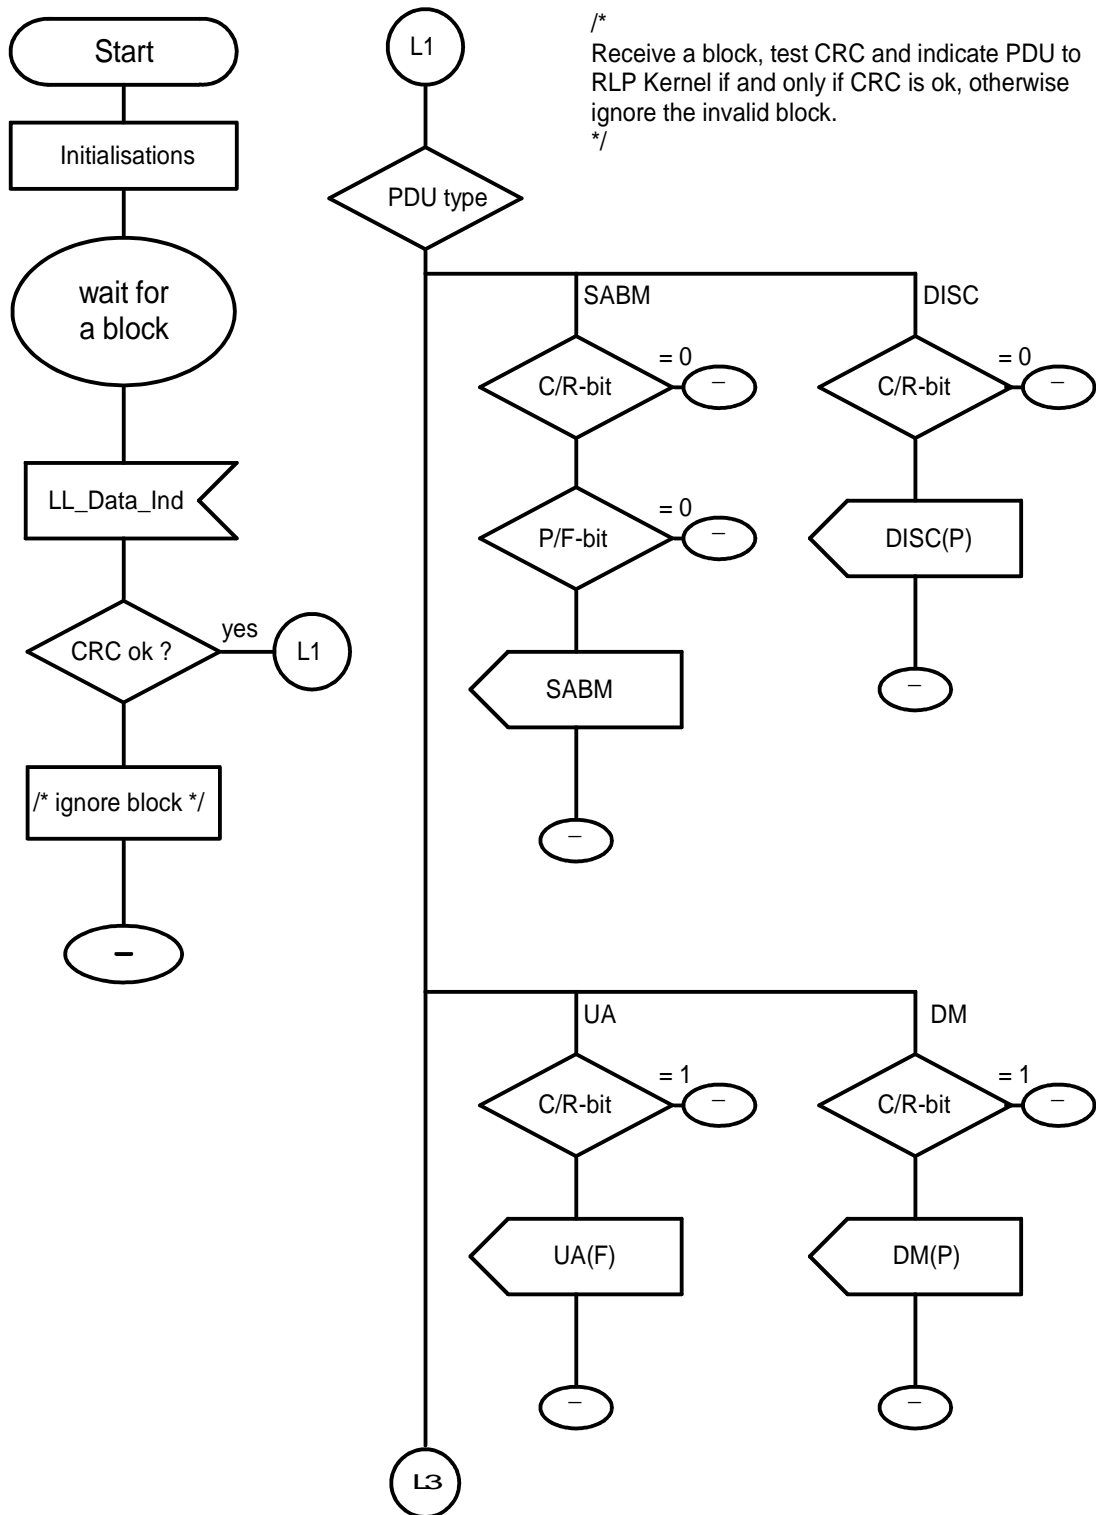 Start
Initialisations
wait for
a block
LL_Data_Ind
CRC ok ?
yes
L1
/* ignore block */
–
L1
/*
Receive a block, test CRC and indicate PDU to
RLP Kernel if and only if CRC is ok, otherwise
ignore the invalid block.
*/
PDU type
SABM
C/R-bit
= 0
–
P/F-bit
= 0
–
SABM
–
DISC
C/R-bit
= 0
–
DISC(P)
–
UA
C/R-bit
= 1
–
UA(F)
–
DM
C/R-bit
= 1
–
DM(P)
–
L3